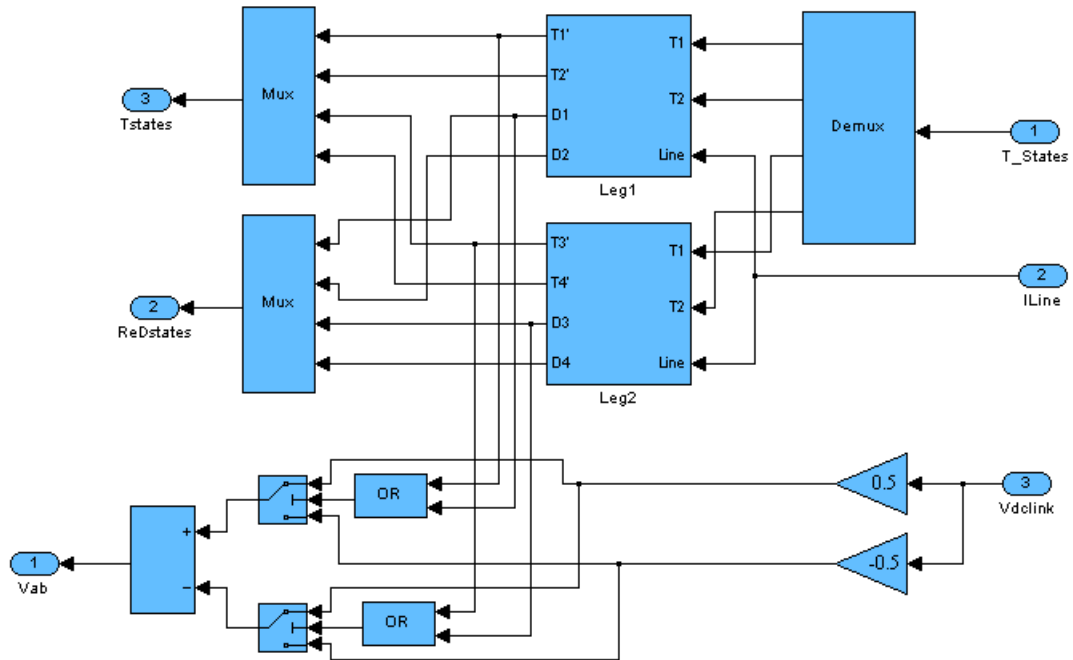 T1'
T1
T2'
Mux
T2
3
D1
Demux
1
Tstates
T_States
D2
Line
Leg1
T3'
T1
T4'
2
Mux
ILine
2
D3
T2
ReDstates
D4
Line
Leg2
OR
0.5
3
Vdclink
+
1
-0.5
Vab
−
OR